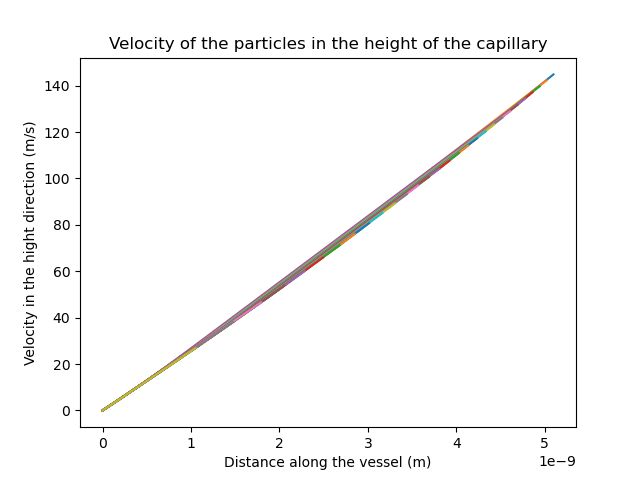 Velocity of the particles in the height of the capillary
140
120
100
80
60
40
20
0
Velocity in the hight direction (m/s)
0 1 2 3 4 5
1e−9
Distance along the vessel (m)